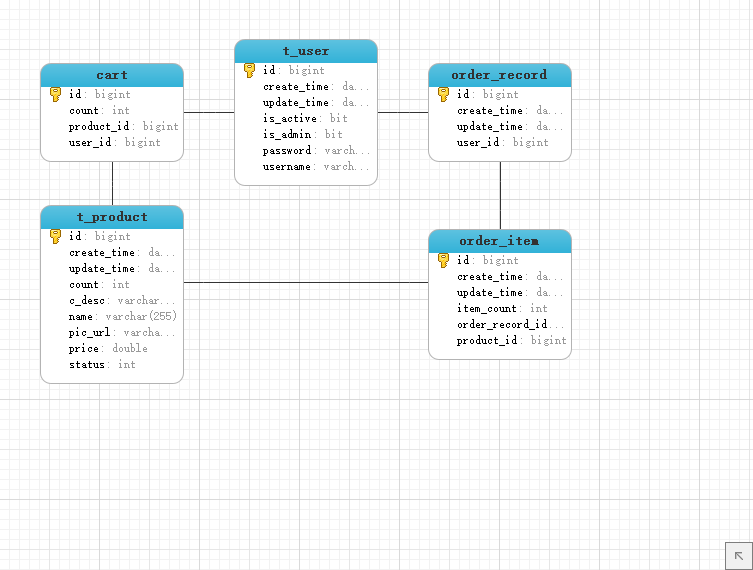 cart
id: bigint
count: int
product_id: bigint
user_id: bigint
t_user
id: bigint
create_time: da...
update_time: da...
is_active: bit
is_admin: bit
password: varch...
username: varch...
order_record
id: bigint
create_time: da...
update_time: da...
user_id: bigint
t_product
id: bigint
create_time: da...
update_time: da...
count: int
c_desc: varchar...
name: varchar(255)
pic_url: varcha...
price: double
status: int
order_item
id: bigint
create_time: da...
update_time: da...
item_count: int
order_record_id...
product_id: bigint